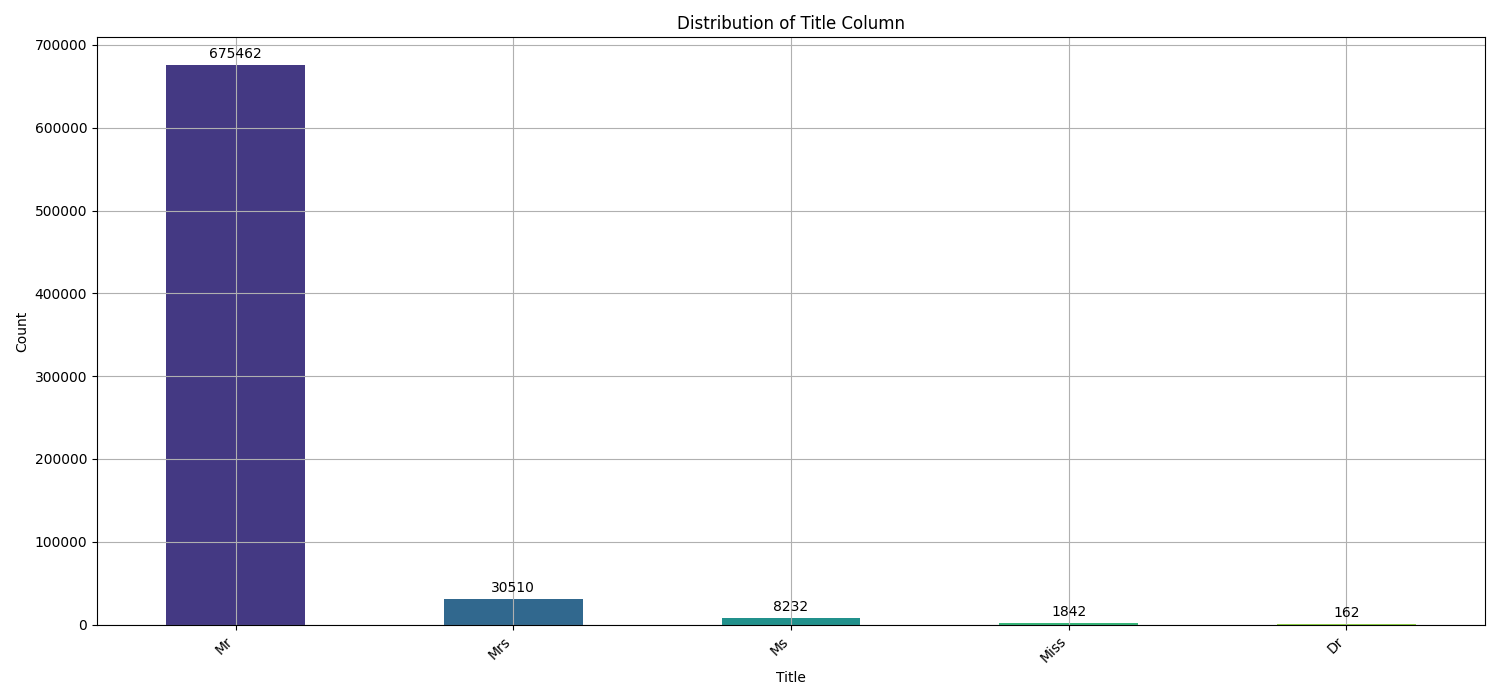 Distribution of Title Column
Count
700000
600000
500000
400000
300000
200000
100000
0
675462
30510
8232
1842
162
Mr
Mrs
Ms
Miss
Dr
Title